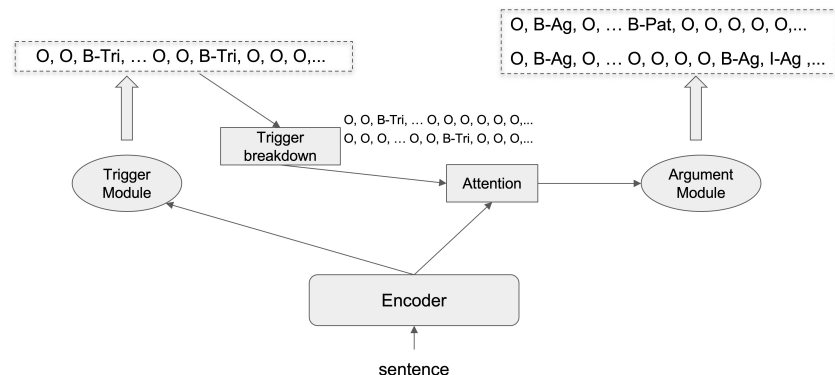 O, B-Ag, O, … B-Pat, O, O, O, O, O,...
O, O, B-Tri, … O, O, B-Tri, O, O, O,...
O, B-Ag, O, … O, O, O, O, B-Ag, I-Ag ,...
O, O, B-Tri, … O, O, O, O, O, O,...
Trigger
breakdown
O, O, O, … O, O, B-Tri, O, O, O,...
Trigger
Module
Attention
Argument
Module
Encoder
sentence